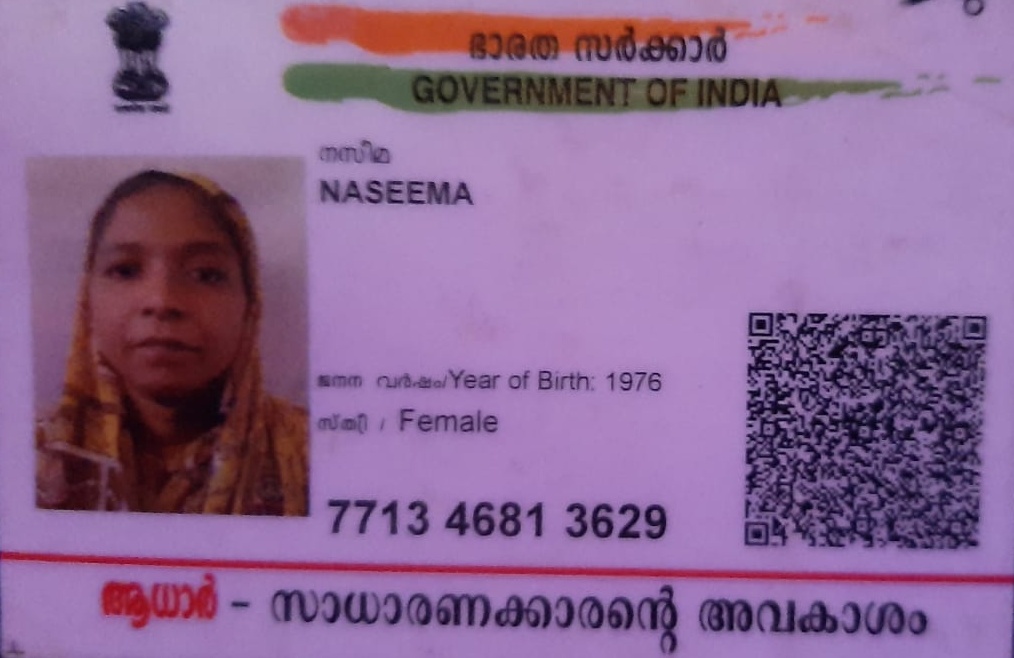 ഭാരത സർക്കാർ
GOVERNMENT OF INDIA
നസീമ
NASEEMA
ജനന വർഷം/Year of Birth: 1976
സ്ത്രീ / Female
7713 4681 3629
ആധാർ - സാധാരണക്കാരന്റെ അവകാശം